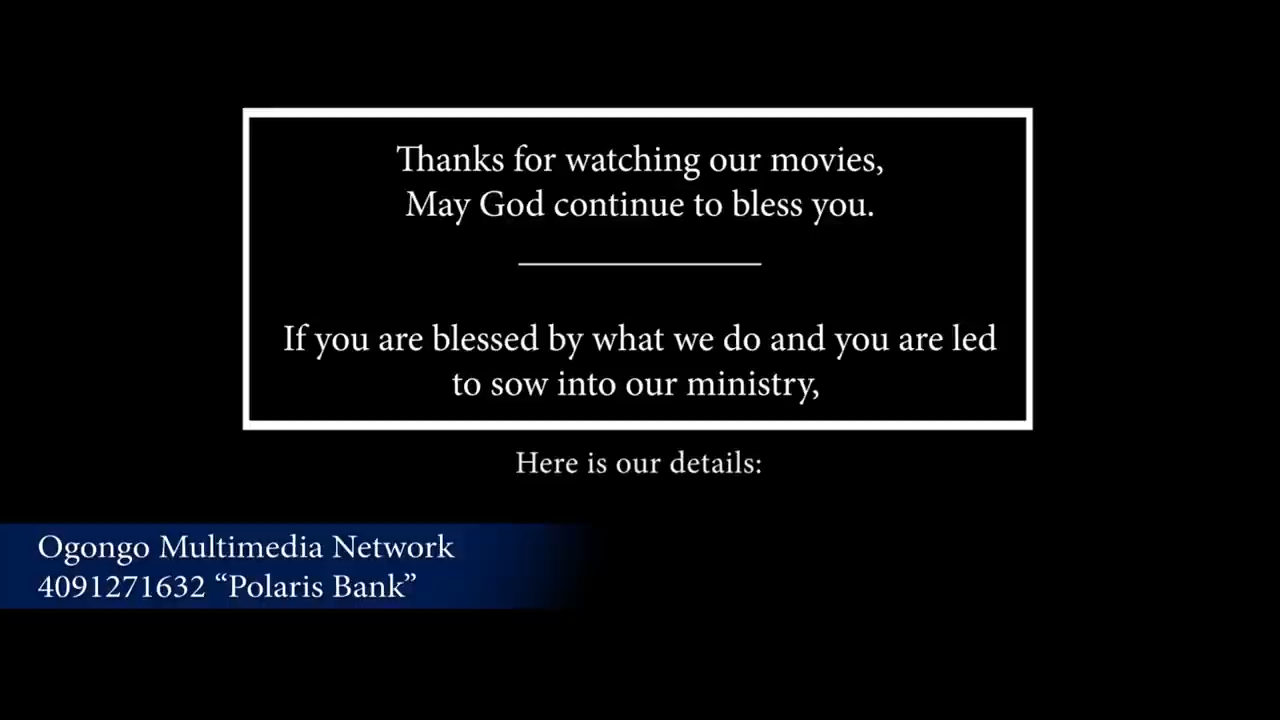 Thanks for watching our movies,
May God continue to bless you.
If you are blessed by what we do and you are led
to sow into our ministry,
Here is our details:
Ogongo Multimedia Network
4091271632 “Polaris Bank”